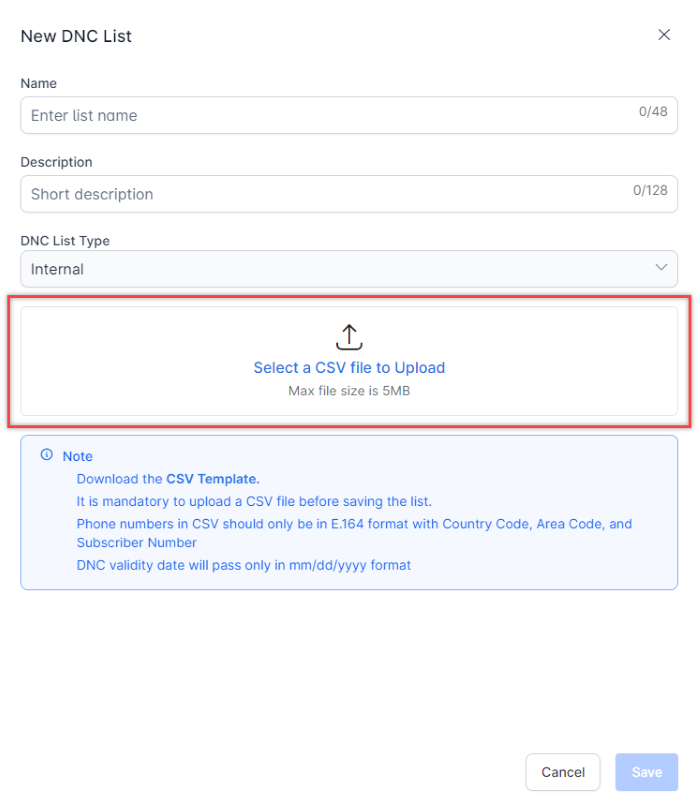 New DNC List
Name
Enter list name
0/48
Description
Short description
0/128
DNC List Type
Internal
Select a CSV file to Upload
Max file size is 5MB
Note
Download the CSV Template.
It is mandatory to upload a CSV file before saving the list.
Phone numbers in CSV should only be in E.164 format with Country Code, Area Code, and
Subscriber Number
DNC validity date will pass only in mm/dd/yyyy format
Cancel
Save